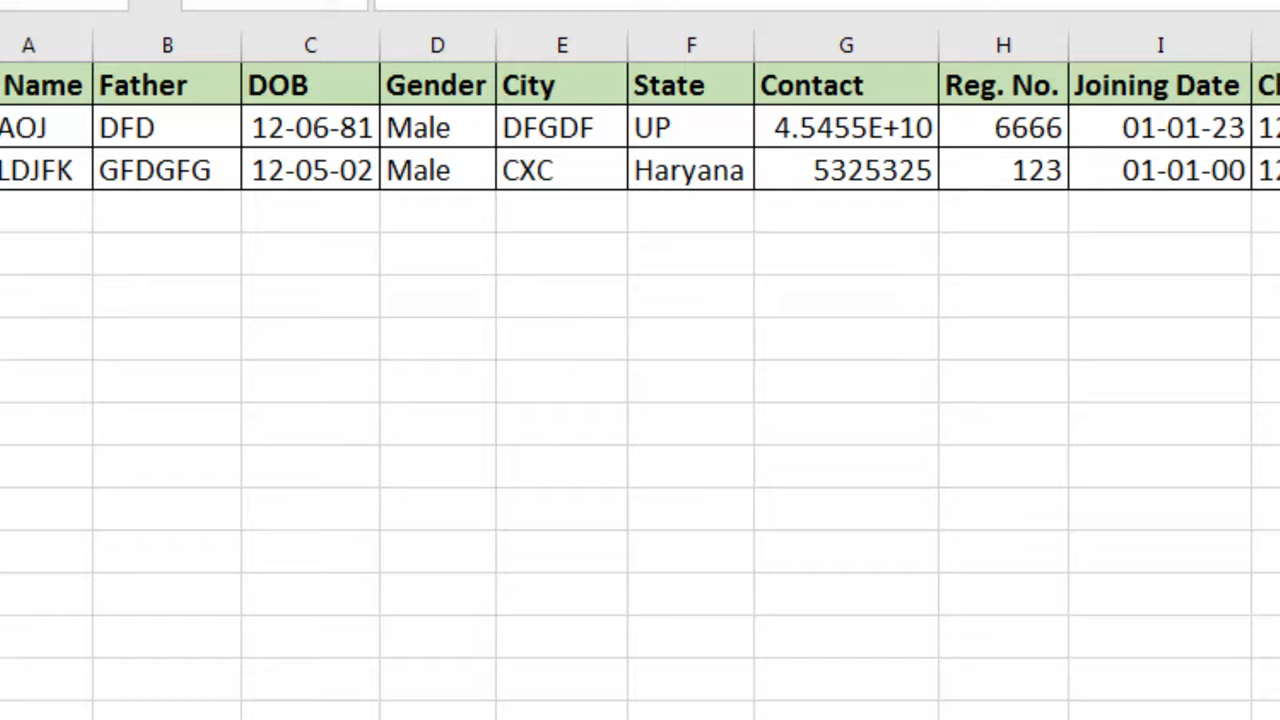 A B C D E F G H I
Name Father DOB Gender City State Contact Reg. No. Joining Date
AOJ DFD 12-06-81 Male DFGDF UP 4.5455E+10 6666 01-01-23 12
LDJFK GFDGFG 12-05-02 Male CXC Haryana 5325325 123 01-01-00 12